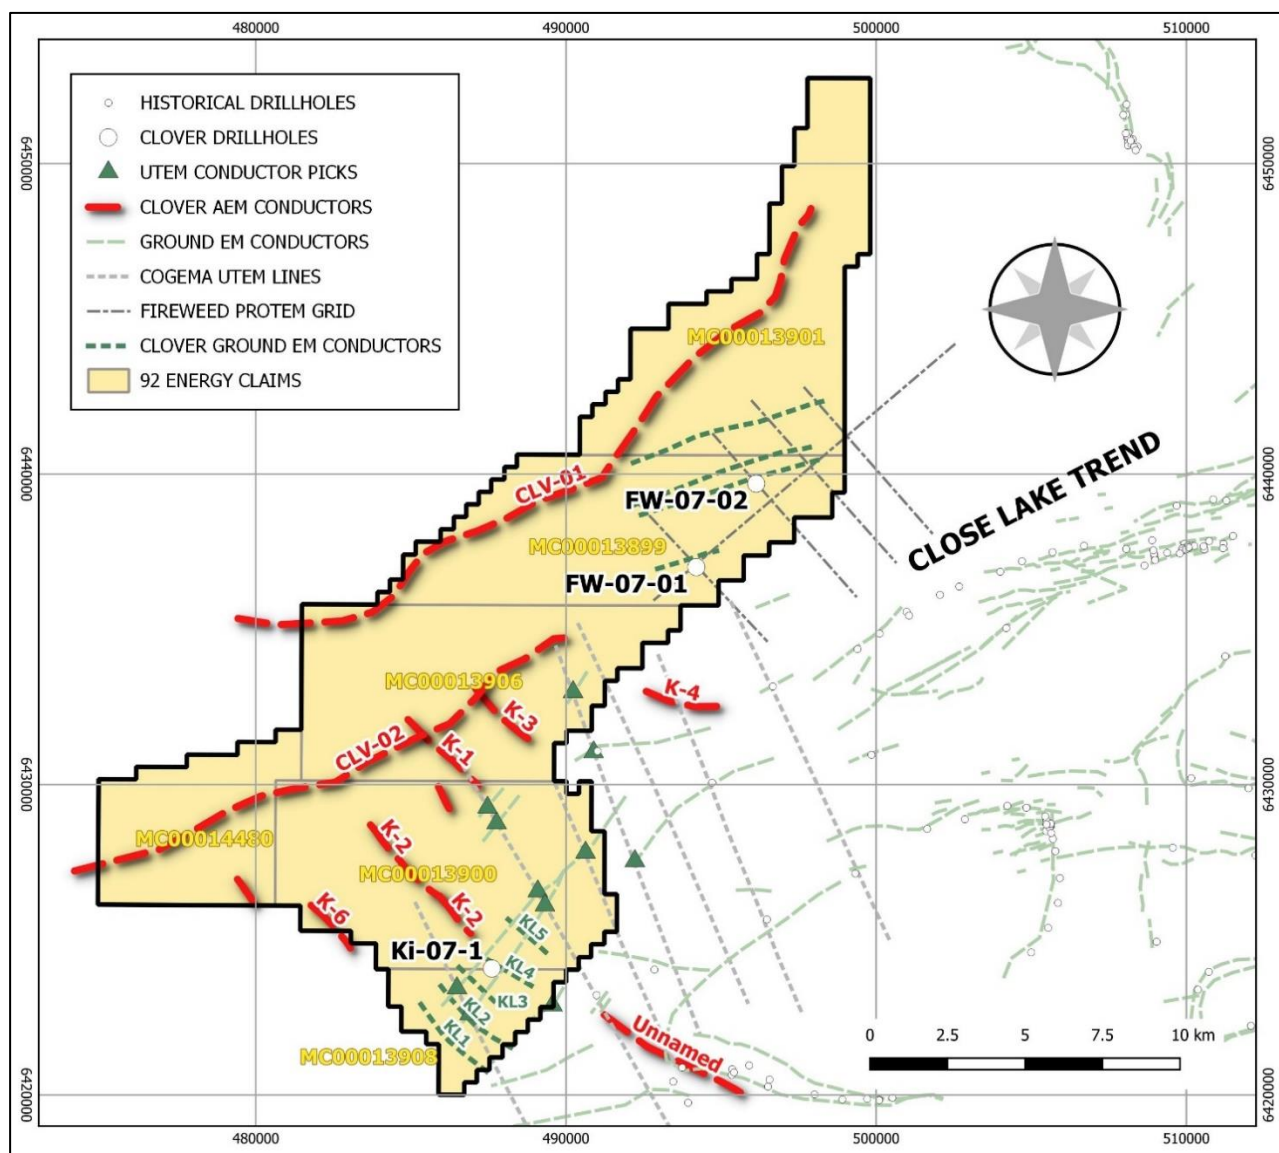 480000
490000
500000
510000
6450000
6440000
6430000
6420000
HISTORICAL DRILLHOLES
CLOVER DRILLHOLES
UTEM CONDUCTOR PICKS
CLOVER AEM CONDUCTORS
GROUND EM CONDUCTORS
COGEMA UTEM LINES
FIREWEED PROTEM GRID
CLOVER GROUND EM CONDUCTORS
92 ENERGY CLAIMS
MC00013901
CLV-01
FW-07-02
MC00013899
FW-07-01
CLOSE LAKE TREND
MC00013906
K-4
K-3
CLV-02
K-1
MC00014480
K-2
MC00013900
K-2
K-6
KL5
Ki-07-1
KL4
KL3
KL2
KL1
MC00013908
Unnamed
0 2.5 5 7.5 10 km
6450000
6440000
6430000
6420000
480000
490000
500000
510000